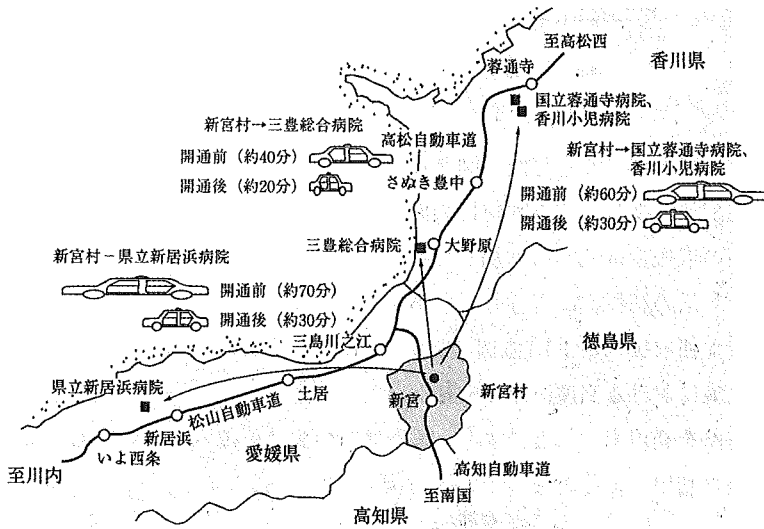 至高松西
香川県
善通寺
国立善通寺病院、
香川小児病院
新宮村→三豊総合病院
高松自動車道
開通前（約40分）
開通後（約20分）
さぬき豊中
新宮村→国立善通寺病院、
香川小児病院
開通前（約60分）
開通後（約30分）
三豊総合病院
大野原
新宮村－県立新居浜病院
開通前（約70分）
開通後（約30分）
三島川之江
徳島県
県立新居浜病院
土居
新宮
新宮村
松山自動車道
新居浜
いよ西条
愛媛県
高知自動車道
至川内
至南国
高知県